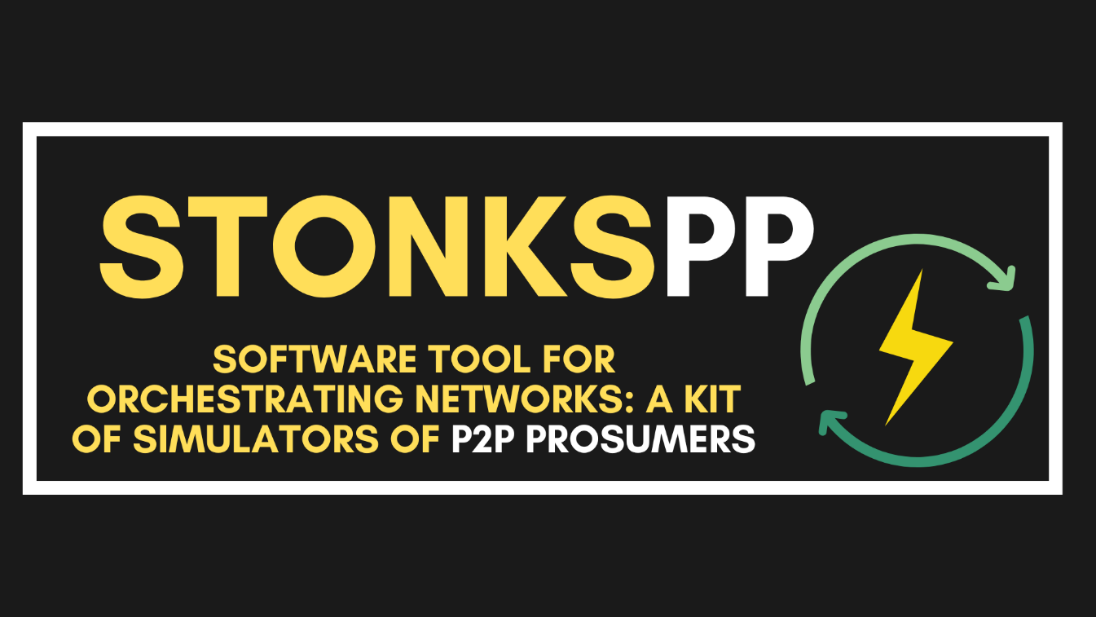 STONKSPP
SOFTWARE TOOL FOR
ORCHESTRATING NETWORKS: A KIT
OF SIMULATORS OF P2P PROSUMERS